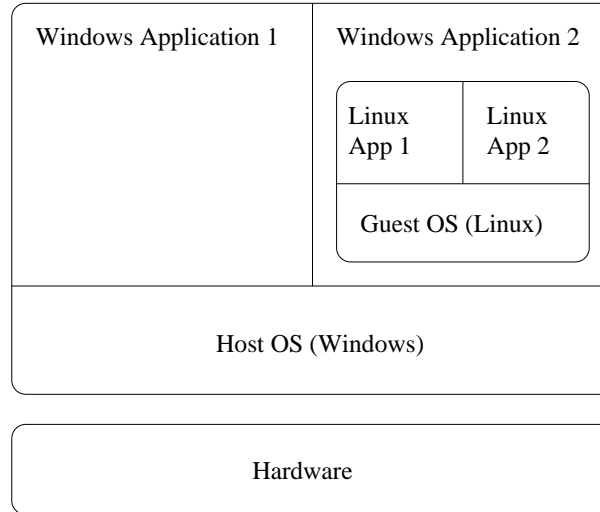 Windows Application 1
Windows Application 2
Linux
App 1
Linux
App 2
Guest OS (Linux)
Host OS (Windows)
Hardware